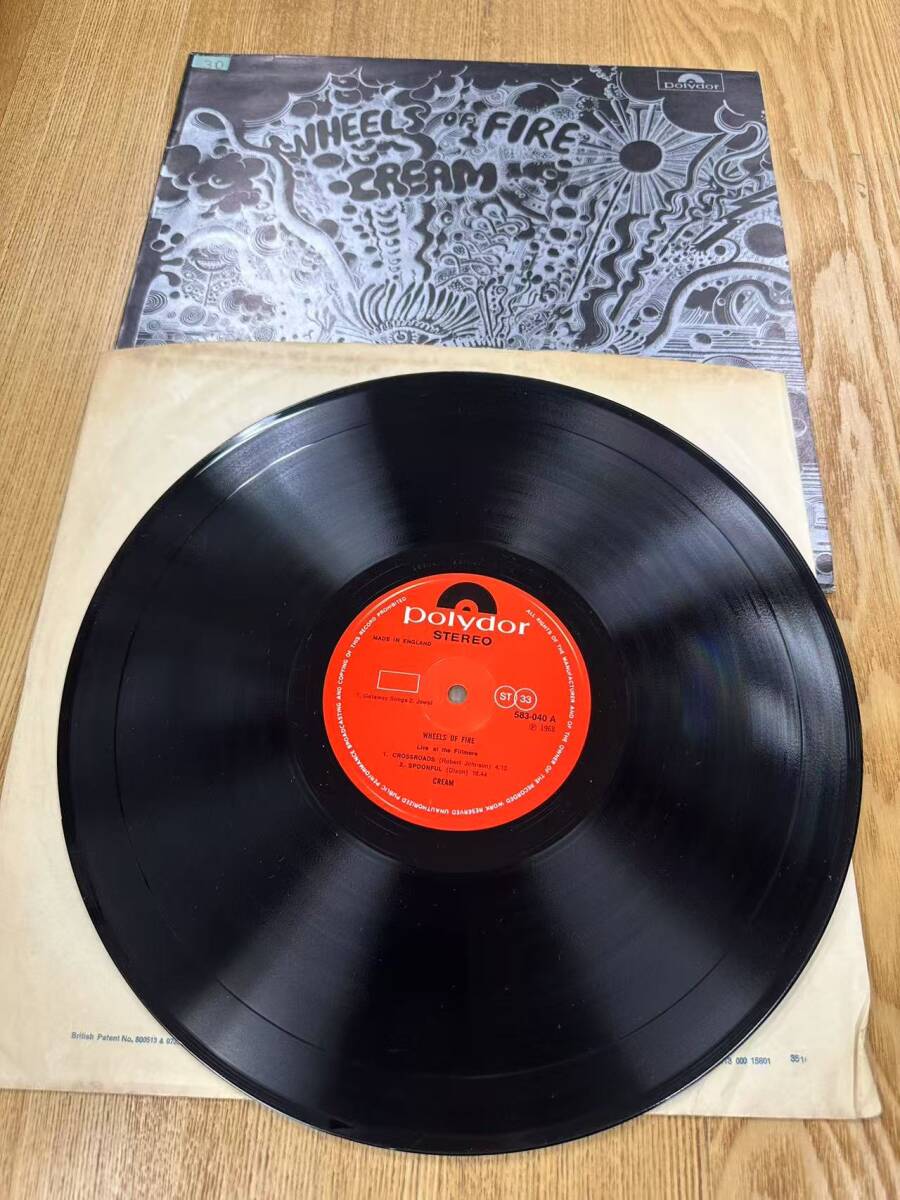 30
polydor
WHEELS OF FIRE
CREAM
polydor
STEREO
MADE IN ENGLAND
ALL RIGHTS OF THE MANUFACTURER AND OF THE OWNER OF THE RECORDED WORK RESERVED UNAUTHORIZED PUBLIC PERFORMANCE BROADCASTING AND COPYING OF THIS RECORD PROHIBITED
ST 33
1. Gateway Songs 2. Jewel
583-040 A
℗ 1968
WHEELS OF FIRE
Live at the Fillmore
1. CROSSROADS (Robert Johnson) 4.13
2. SPOONFUL (Dixon) 16.44
CREAM
British Patent No, 800513 &
000 15801